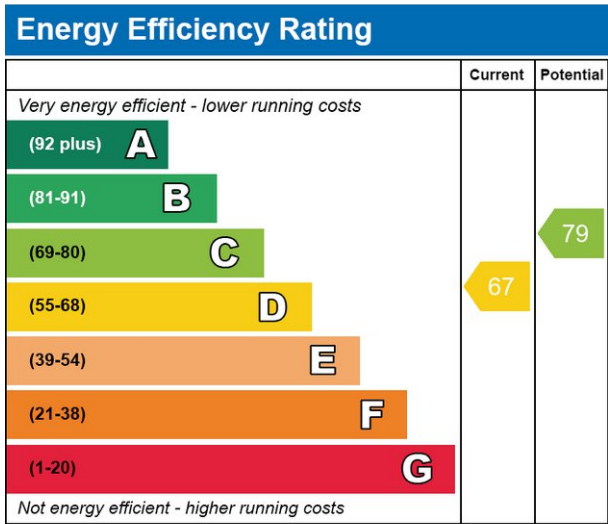 Energy Efficiency Rating
Current Potential
Very energy efficient - lower running costs
(92 plus) A
(81-91) B
(69-80) C
79
(55-68) D
67
(39-54) E
(21-38) F
(1-20) G
Not energy efficient - higher running costs